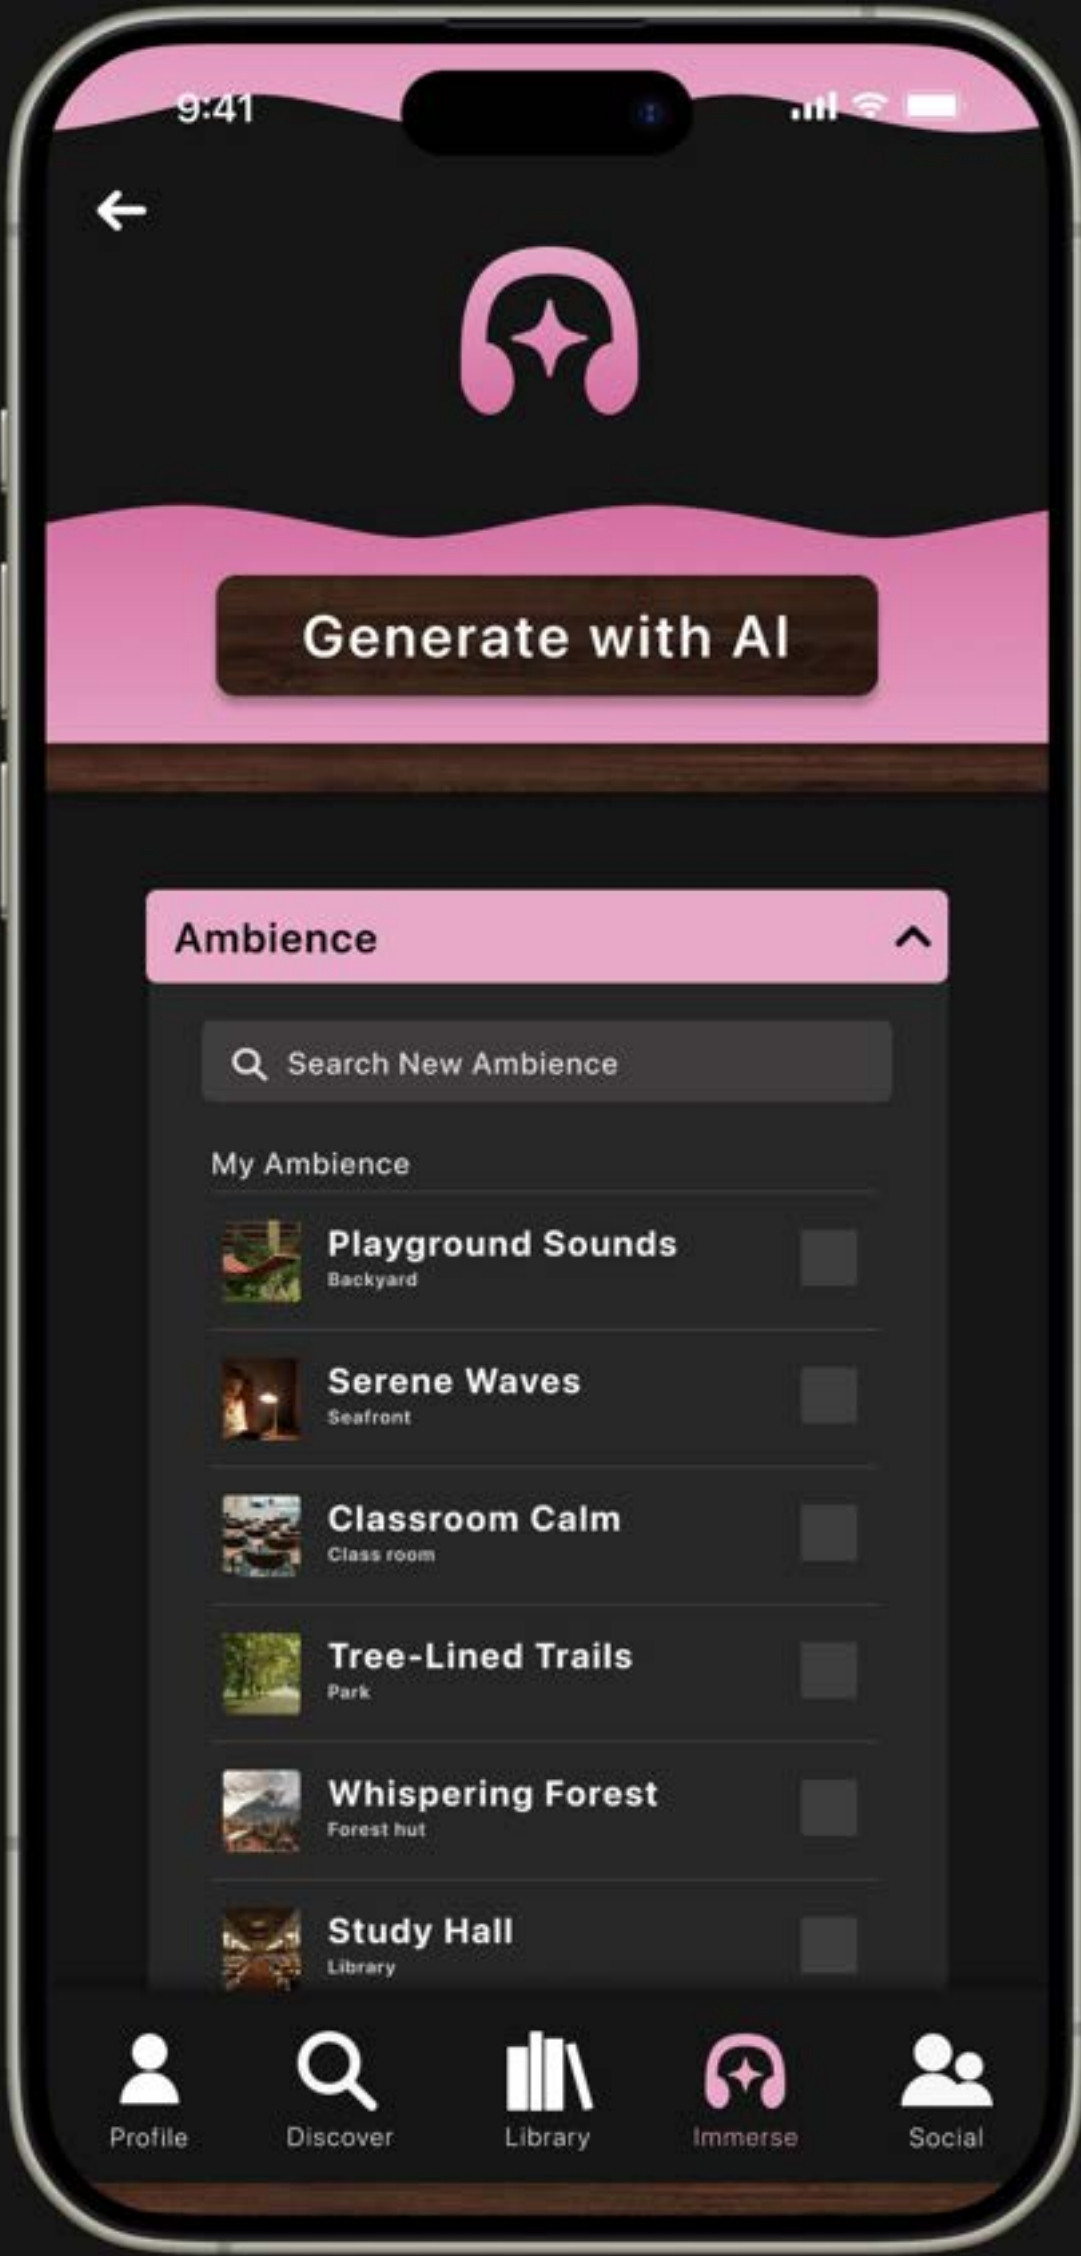 9:41
Generate with AI
Ambience
Search New Ambience
My Ambience
Playground Sounds
Backyard
Serene Waves
Seafront
Classroom Calm
Class room
Tree-Lined Trails
Park
Whispering Forest
Forest hut
Study Hall
Library
Profile
Discover
Library
Immerse
Social